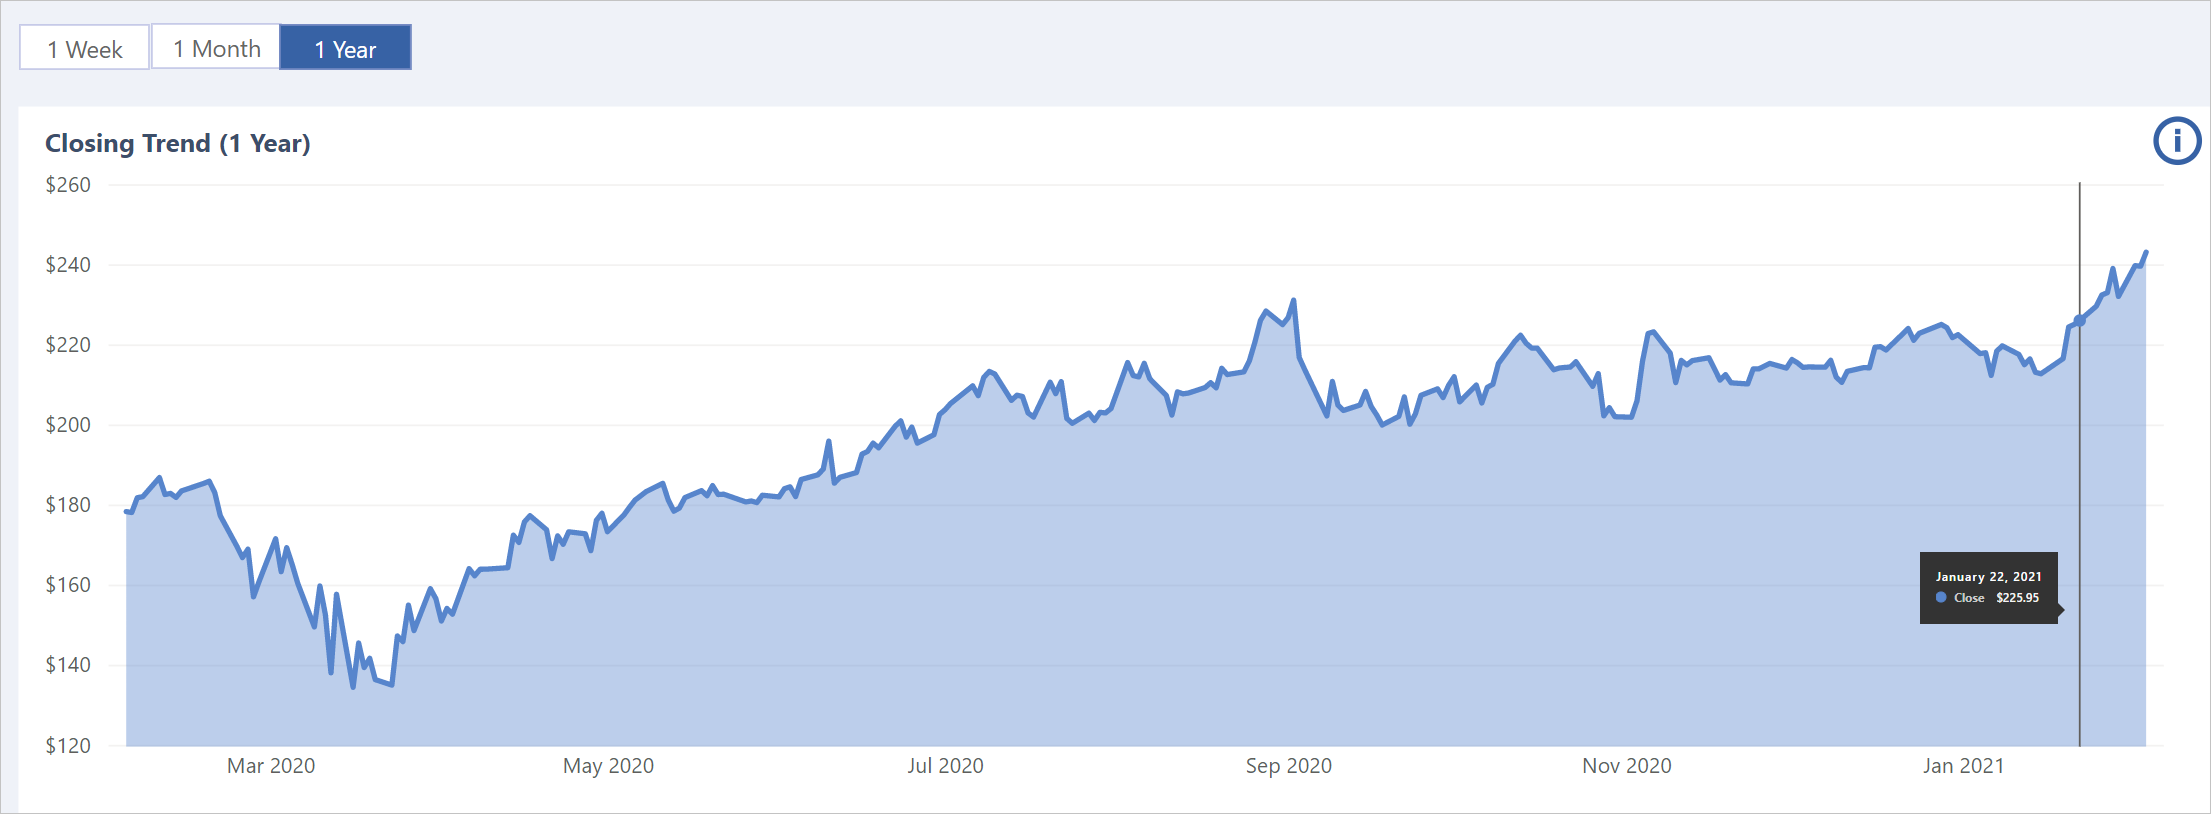 1 Week
1 Month
1 Year
Closing Trend (1 Year)
i
$260
$240
$220
$200
$180
$160
$140
$120
January 22, 2021
Close $225.95
Mar 2020
May 2020
Jul 2020
Sep 2020
Nov 2020
Jan 2021